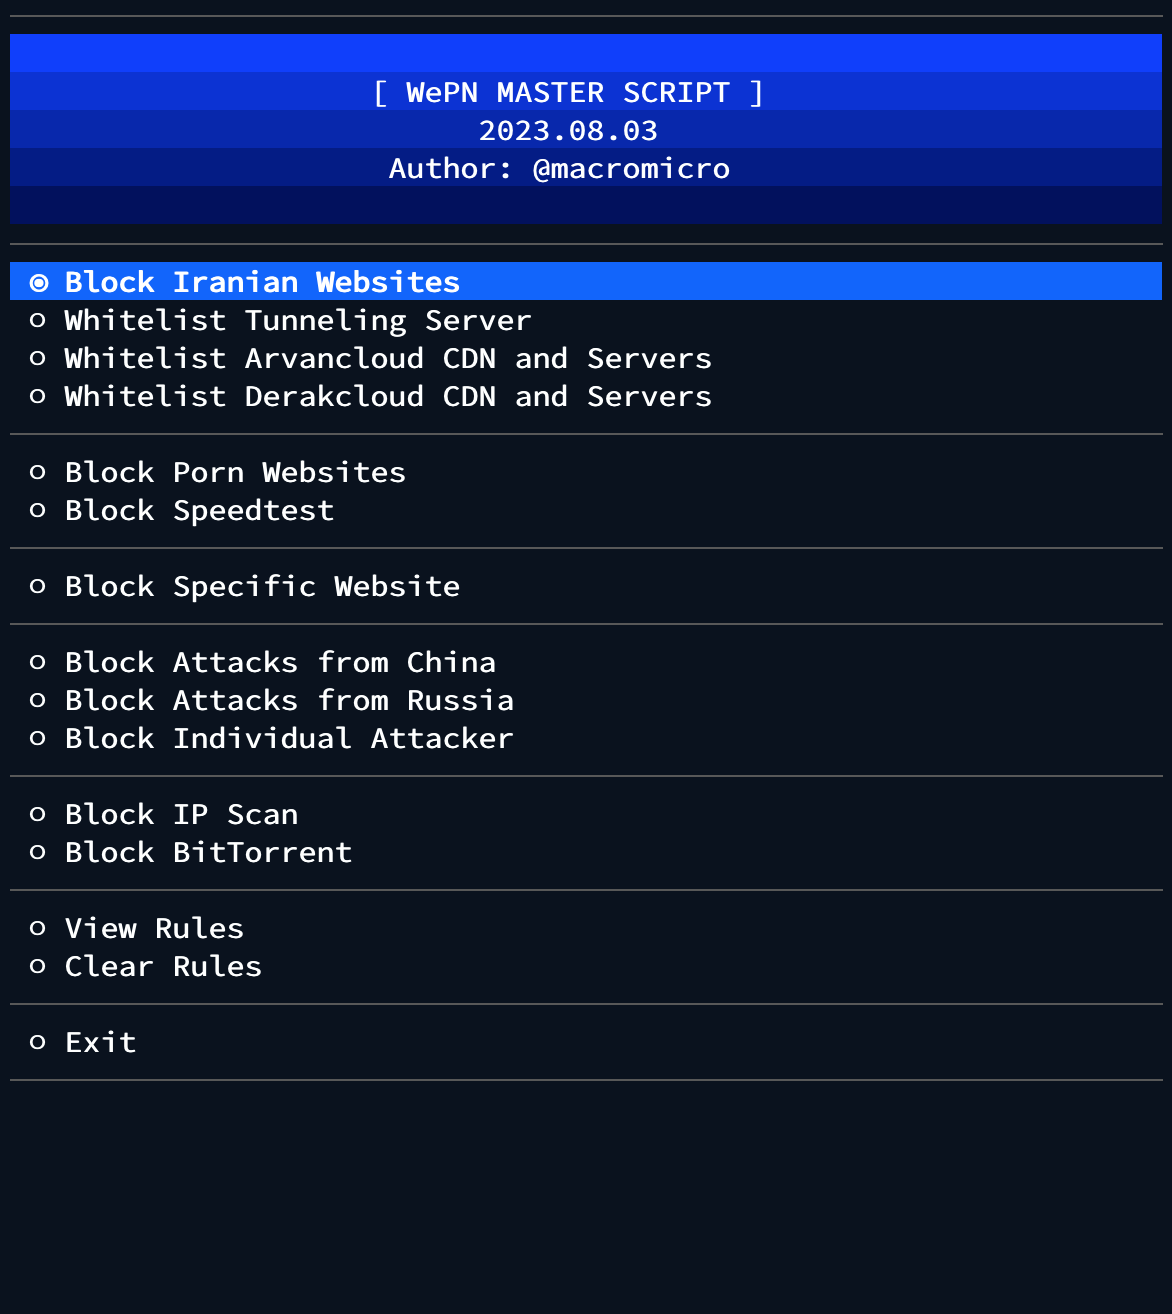 [ WePN MASTER SCRIPT ]
2023.08.03
Author: @macromicro
Block Iranian Websites
Whitelist Tunneling Server
Whitelist Arvancloud CDN and Servers
Whitelist Derakcloud CDN and Servers
Block Porn Websites
Block Speedtest
Block Specific Website
Block Attacks from China
Block Attacks from Russia
Block Individual Attacker
Block IP Scan
Block BitTorrent
View Rules
Clear Rules
Exit